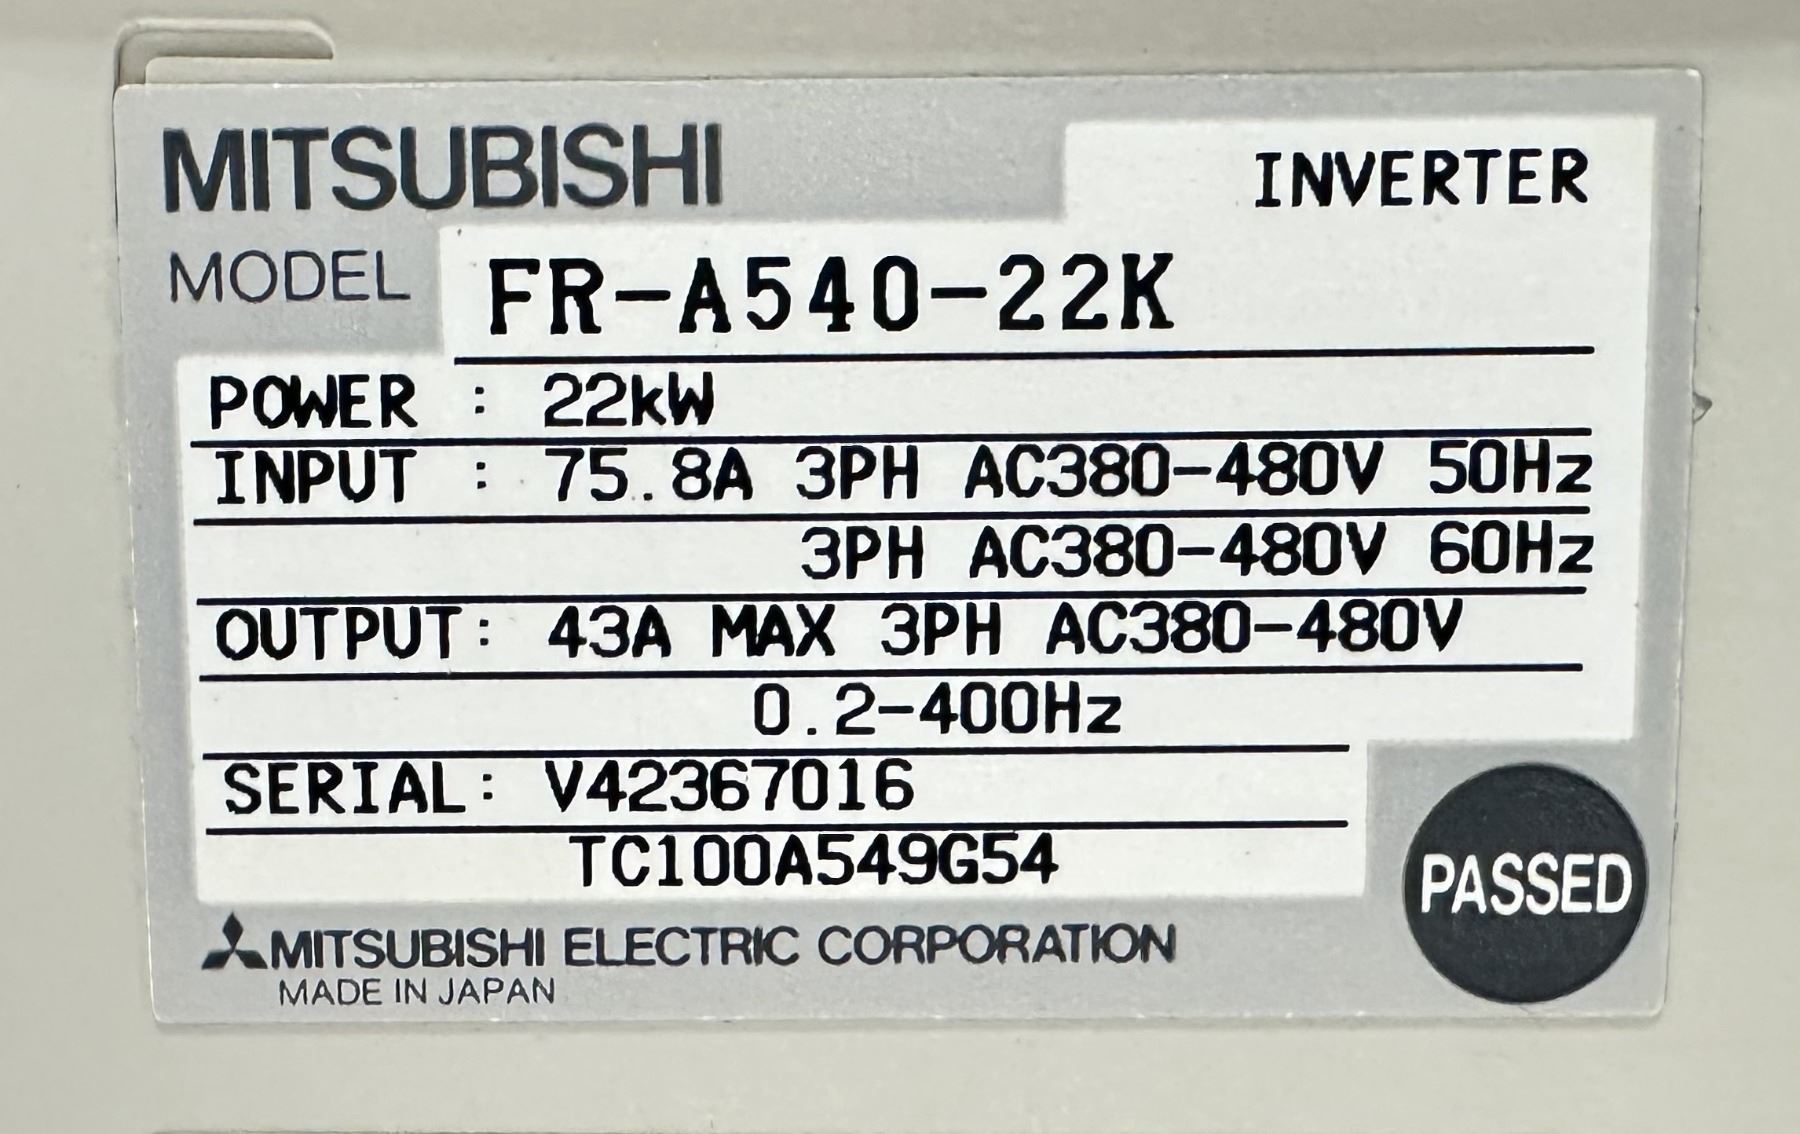 MITSUBISHI
INVERTER
MODEL FR-A540-22K
POWER : 22kW
INPUT : 75.8A 3PH AC380-480V 50Hz
3PH AC380-480V 60Hz
OUTPUT: 43A MAX 3PH AC380-480V
0.2-400Hz
SERIAL: V42367016
TC100A549G54
PASSED
MITSUBISHI ELECTRIC CORPORATION
MADE IN JAPAN